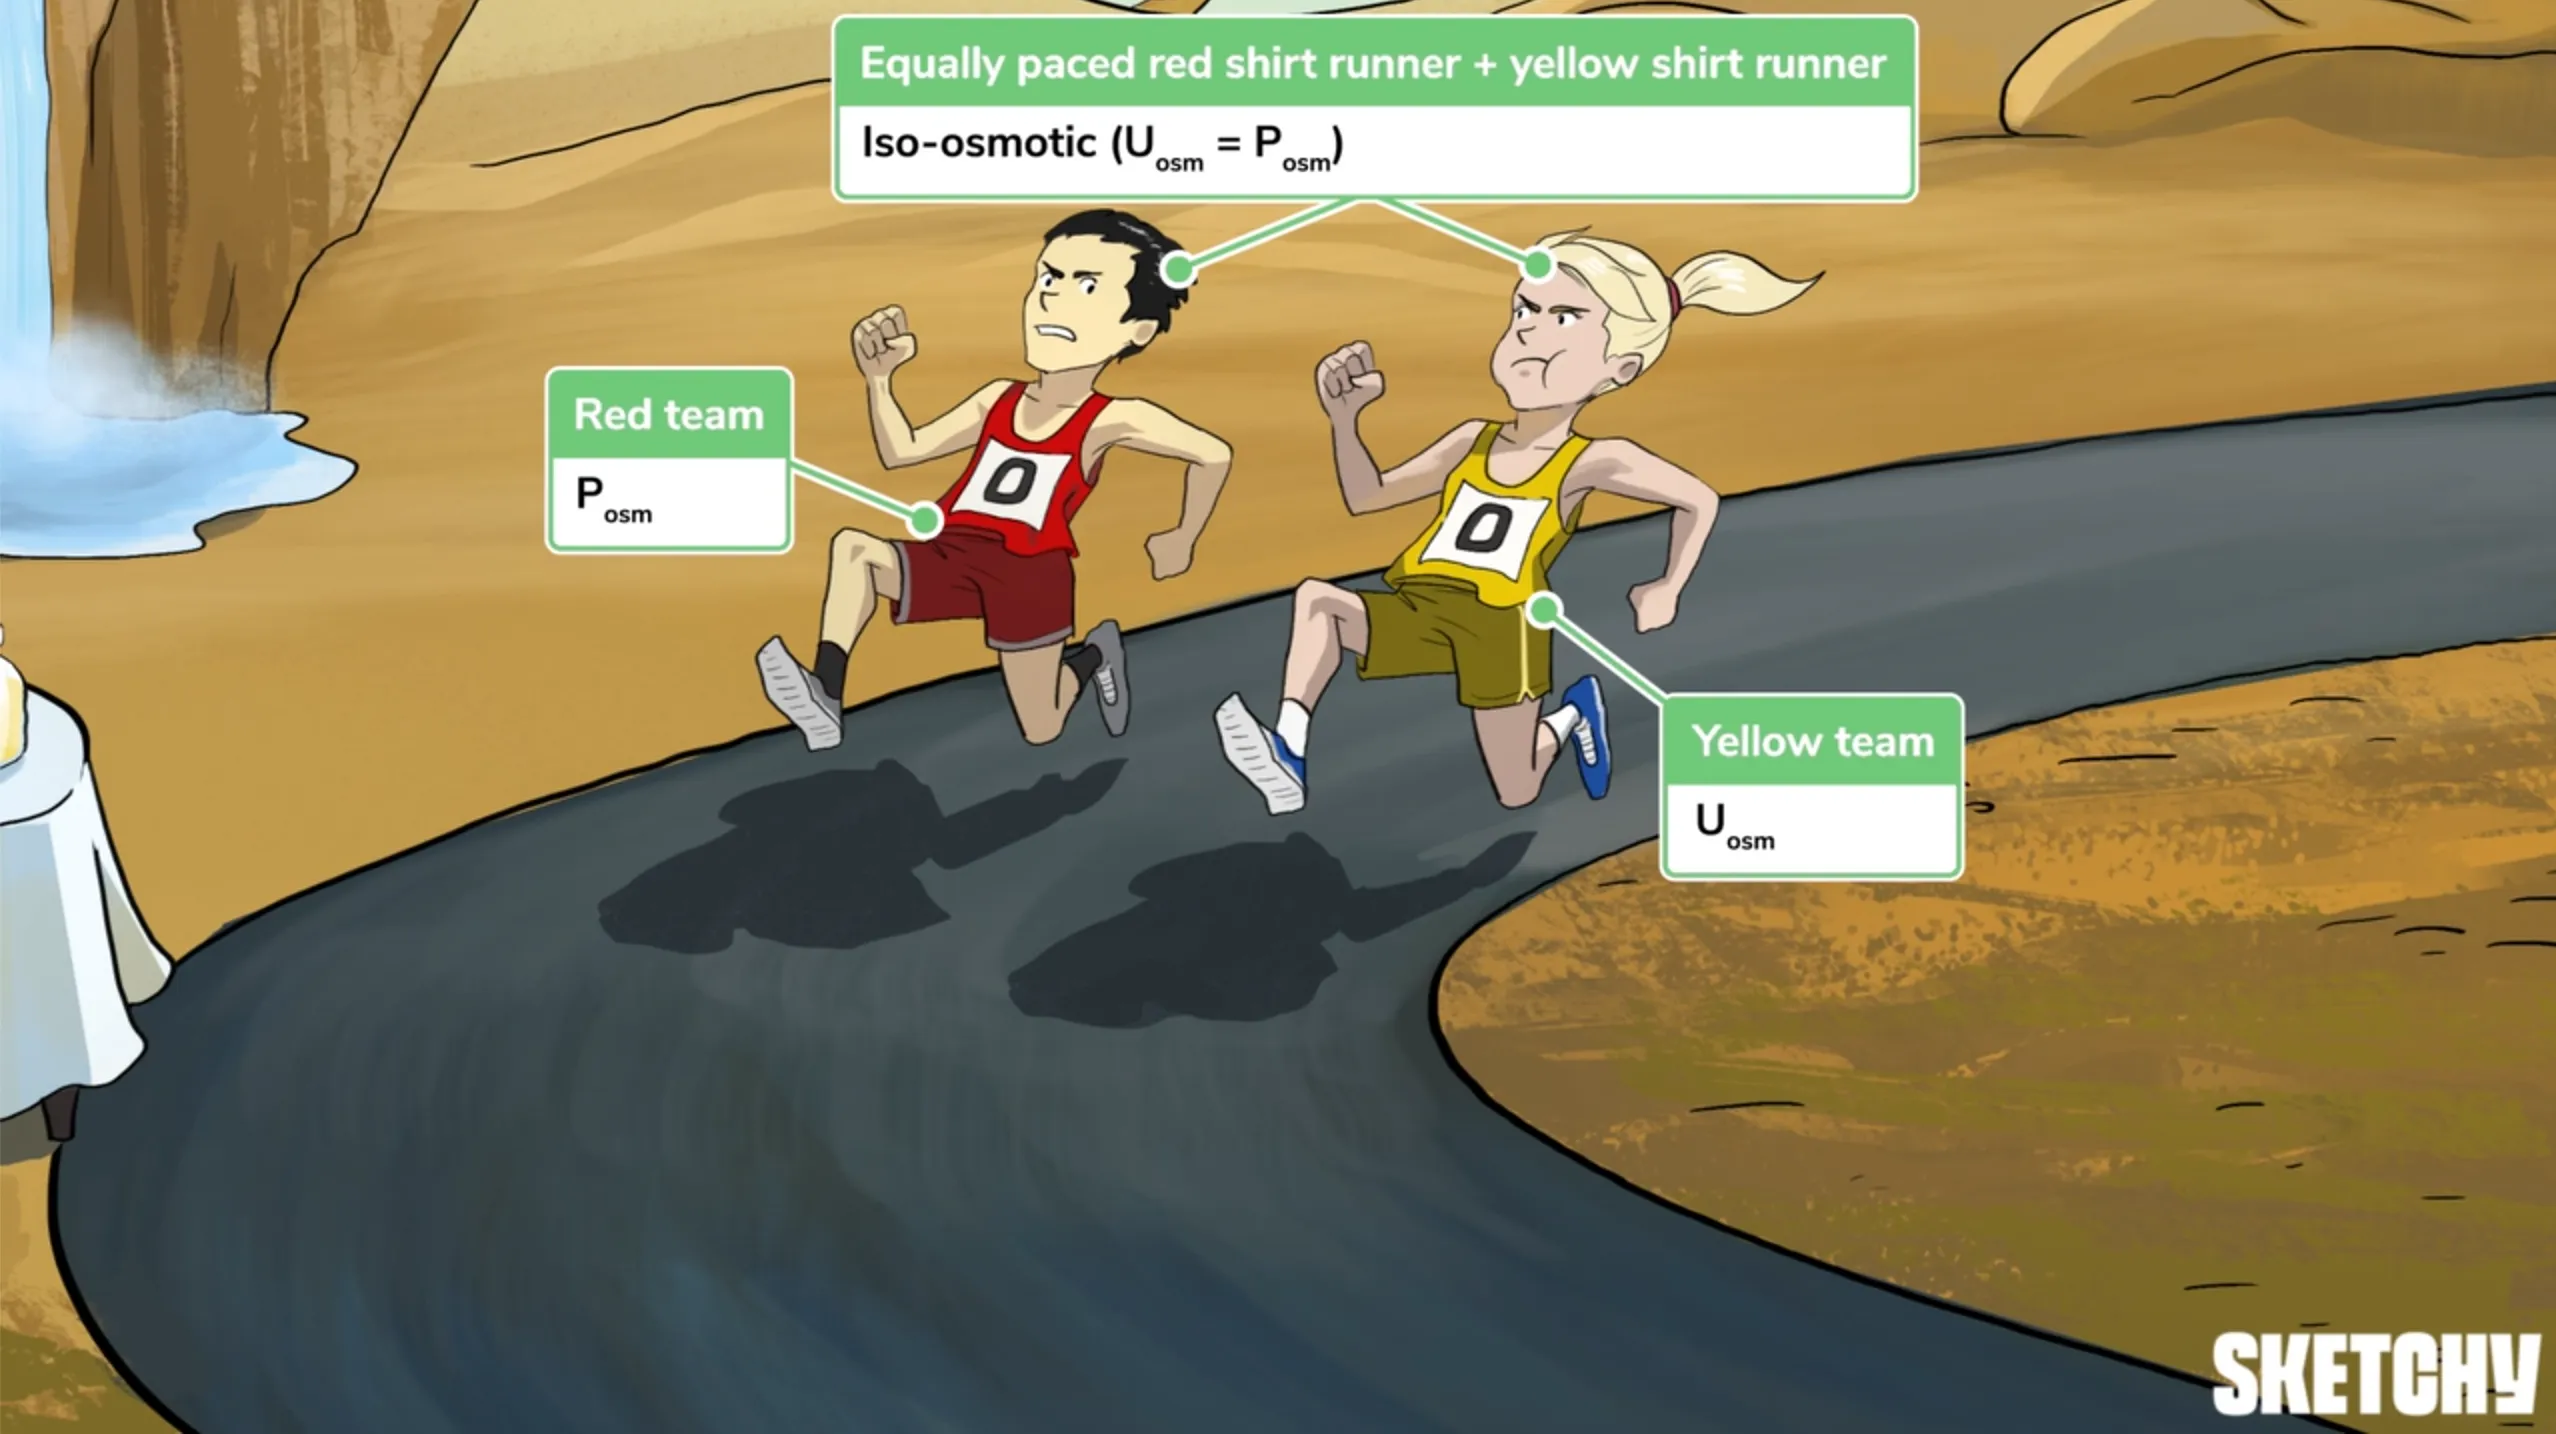 Equally paced red shirt runner + yellow shirt runner
Iso-osmotic (Uosm = Posm)
Red team
Posm
0
0
Yellow team
Uosm
SKETCHY